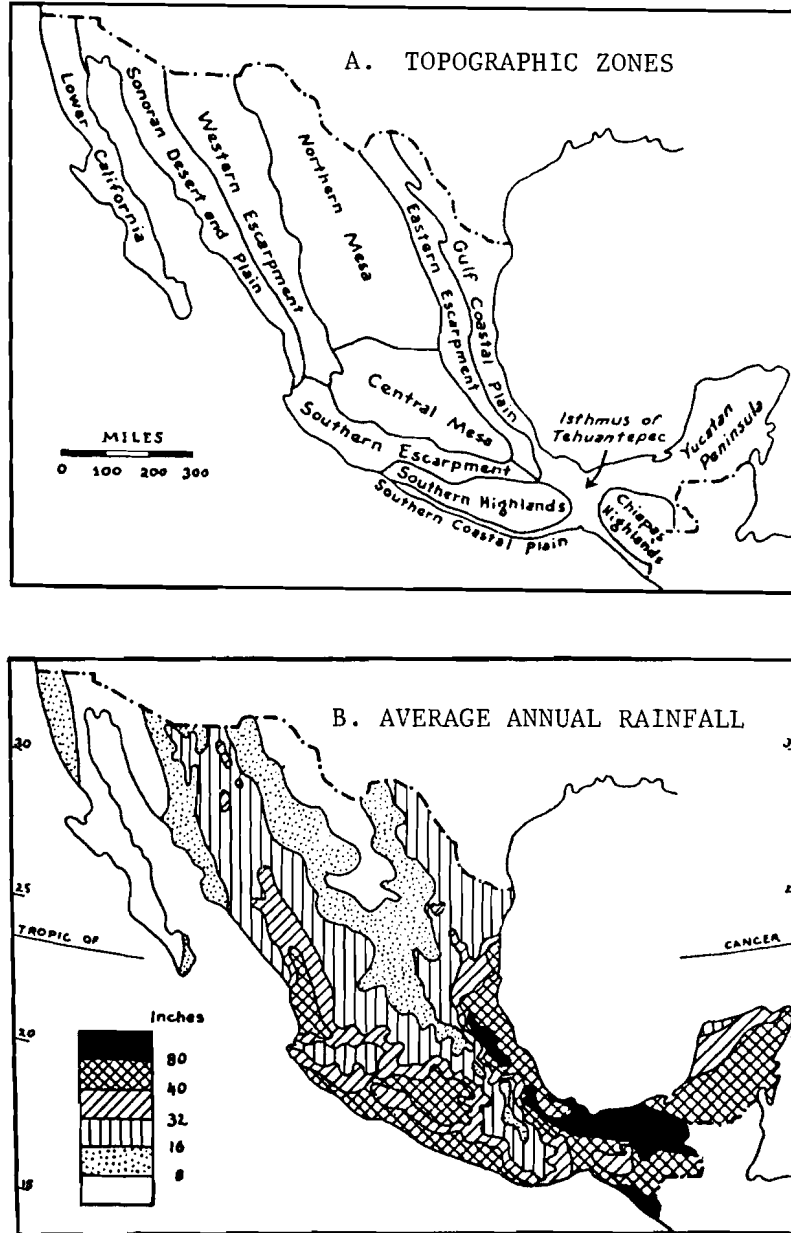 A. TOPOGRAPHIC ZONES
Lower California
Sonoran Desert and Plain
Western Escarpment
Northern Mesa
Eastern Escarpment
Gulf Coastal Plain
Central Mesa
Southern Escarpment
Southern Highlands
Southern Coastal Plain
Isthmus of
Tehuantepec
Yucatan
Peninsula
Chiapas
Highlands
MILES
0 100 200 300
B. AVERAGE ANNUAL RAINFALL
30
25
TROPIC OF
CANCER
20
15
Inches
80
40
32
16
8